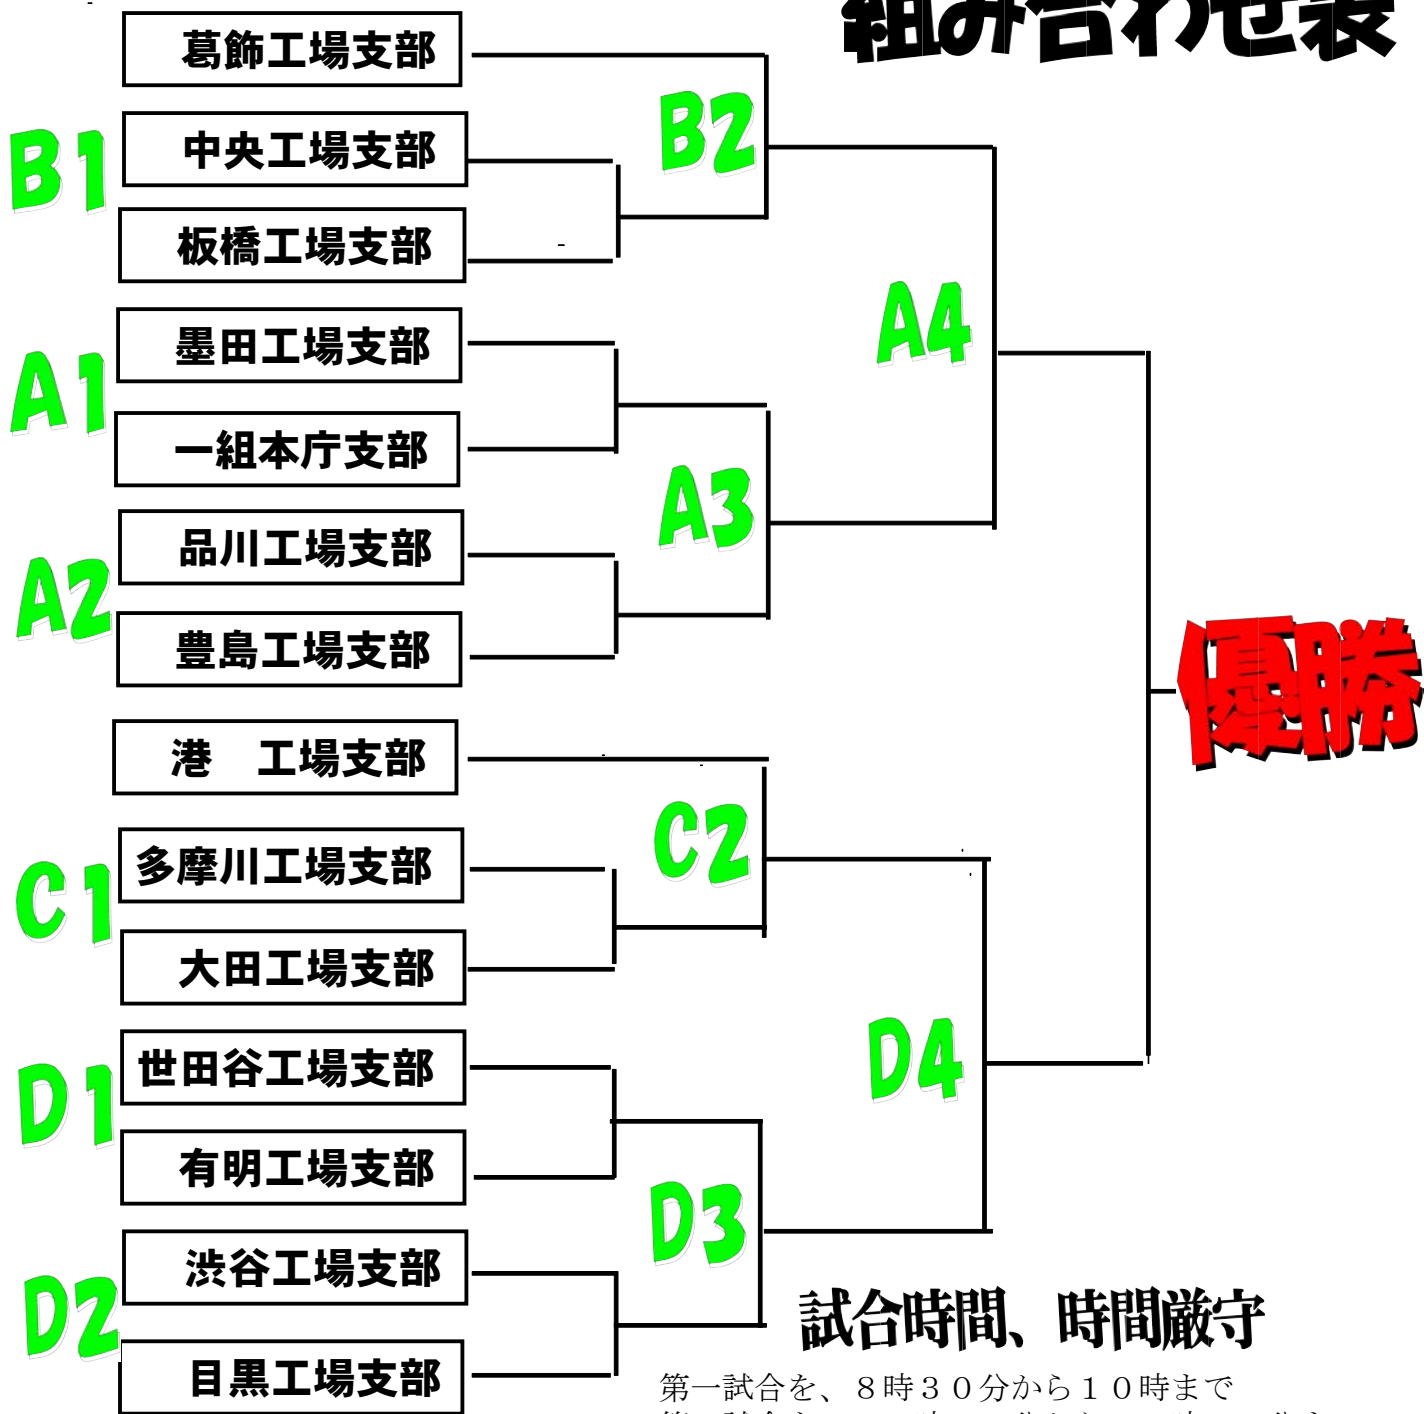 組み合わせ表
葛飾工場支部
B2
中央工場支部
B1
板橋工場支部
A4
墨田工場支部
A1
一組本庁支部
A3
品川工場支部
A2
豊島工場支部
優勝
港　工場支部
C2
多摩川工場支部
C1
大田工場支部
D4
世田谷工場支部
D1
有明工場支部
D3
渋谷工場支部
D2
目黒工場支部
試合時間、時間厳守
第一試合を、８時３０分から１０時まで